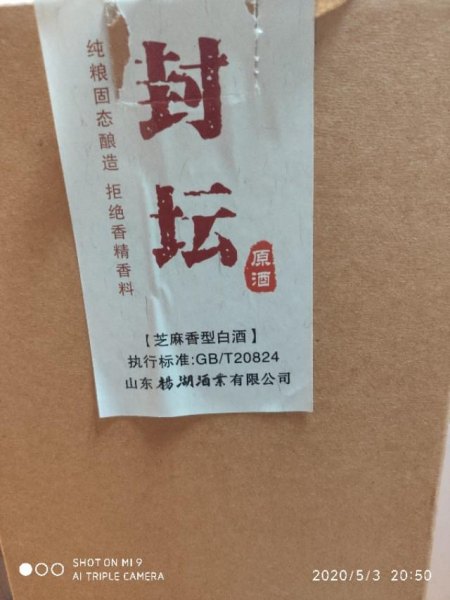 纯粮固态酿造 拒绝香精香料
封坛
原酒
【芝麻香型白酒】
执行标准:GB/T20824
山东杨湖酒业有限公司
SHOT ON MI 9
AI TRIPLE CAMERA
2020/5/3 20:50